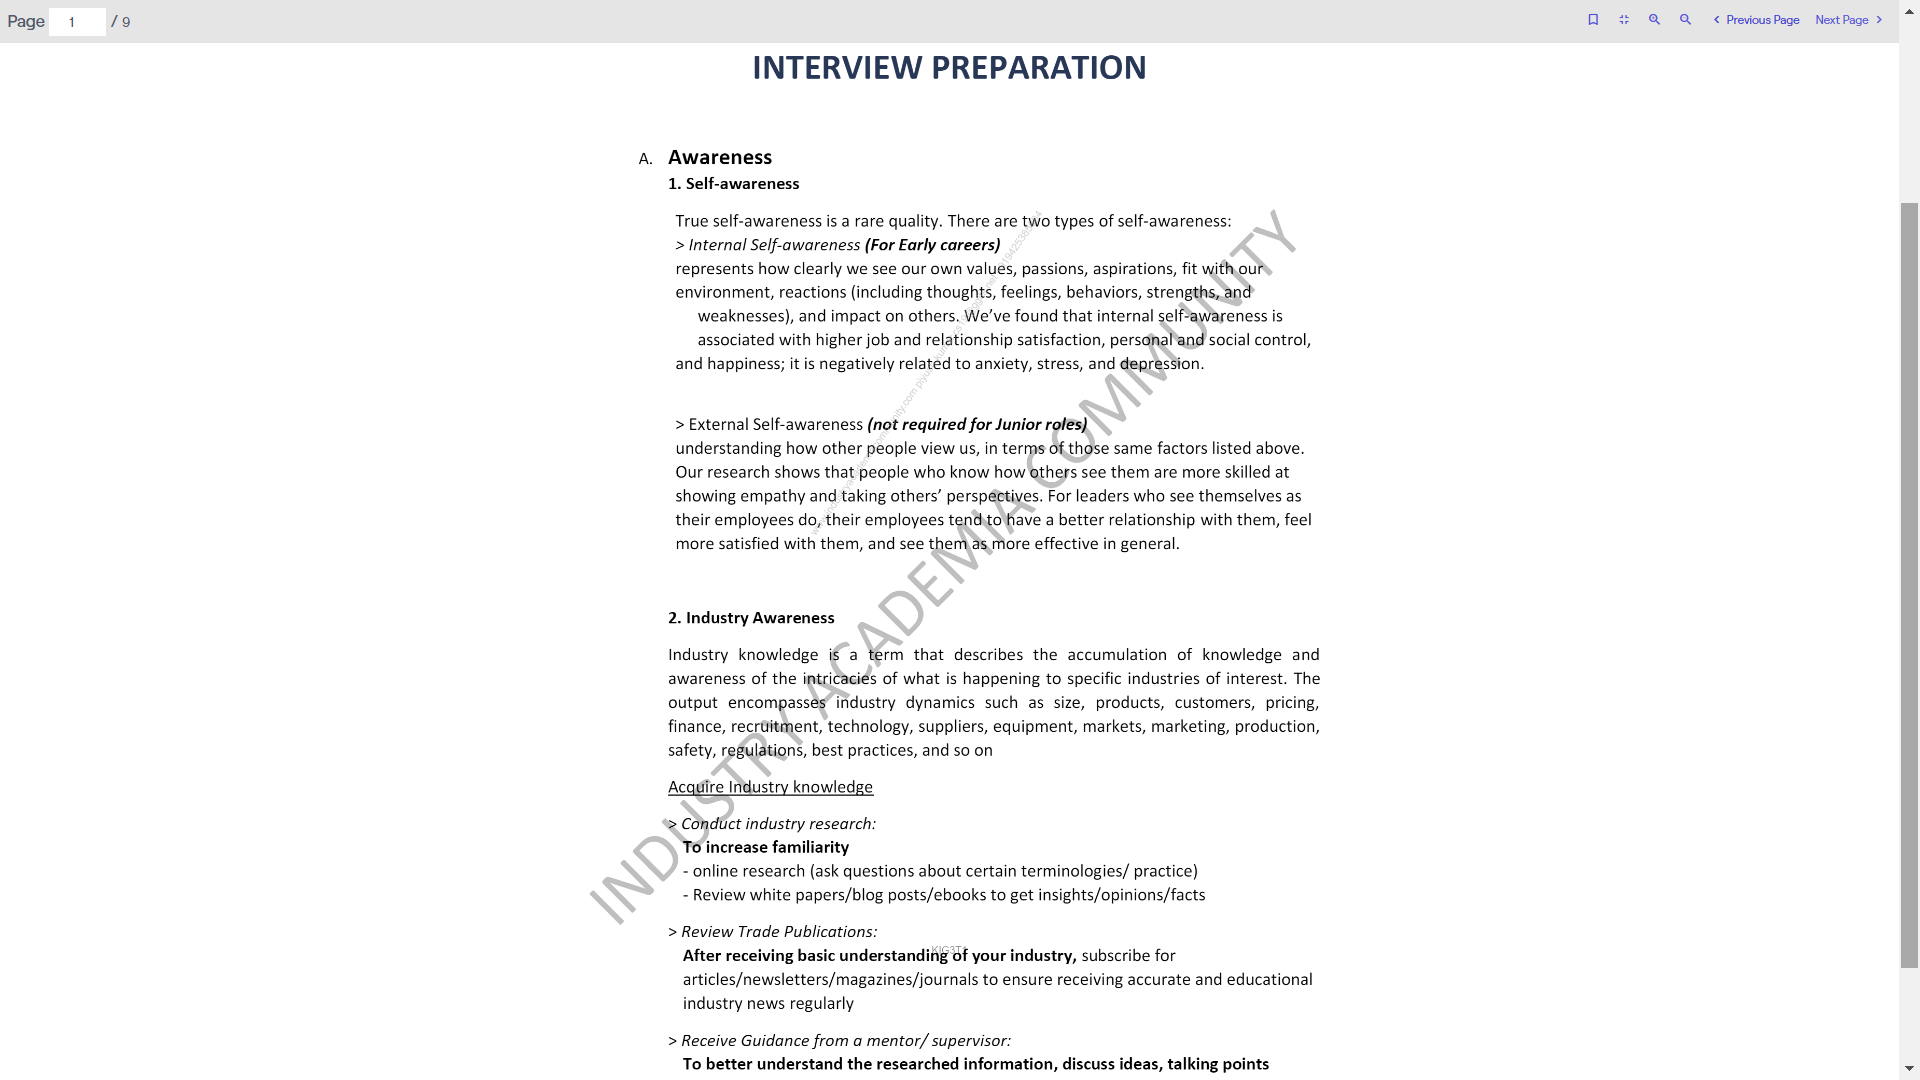 Page 1 / 9
Previous Page Next Page
INTERVIEW PREPARATION
A. Awareness
1. Self-awareness
True self-awareness is a rare quality. There are two types of self-awareness:
> Internal Self-awareness (For Early careers)
represents how clearly we see our own values, passions, aspirations, fit with our
environment, reactions (including thoughts, feelings, behaviors, strengths, and
weaknesses), and impact on others. We’ve found that internal self-awareness is
associated with higher job and relationship satisfaction, personal and social control,
and happiness; it is negatively related to anxiety, stress, and depression.
> External Self-awareness (not required for Junior roles)
understanding how other people view us, in terms of those same factors listed above.
Our research shows that people who know how others see them are more skilled at
showing empathy and taking others’ perspectives. For leaders who see themselves as
their employees do, their employees tend to have a better relationship with them, feel
more satisfied with them, and see them as more effective in general.
2. Industry Awareness
Industry knowledge is a term that describes the accumulation of knowledge and
awareness of the intricacies of what is happening to specific industries of interest. The
output encompasses industry dynamics such as size, products, customers, pricing,
finance, recruitment, technology, suppliers, equipment, markets, marketing, production,
safety, regulations, best practices, and so on
Acquire Industry knowledge
> Conduct industry research:
To increase familiarity
- online research (ask questions about certain terminologies/ practice)
- Review white papers/blog posts/ebooks to get insights/opinions/facts
> Review Trade Publications:
After receiving basic understanding of your industry, subscribe for
articles/newsletters/magazines/journals to ensure receiving accurate and educational
industry news regularly
> Receive Guidance from a mentor/ supervisor:
To better understand the researched information, discuss ideas, talking points
INDUSTRY ACADEMIA COMMUNITY